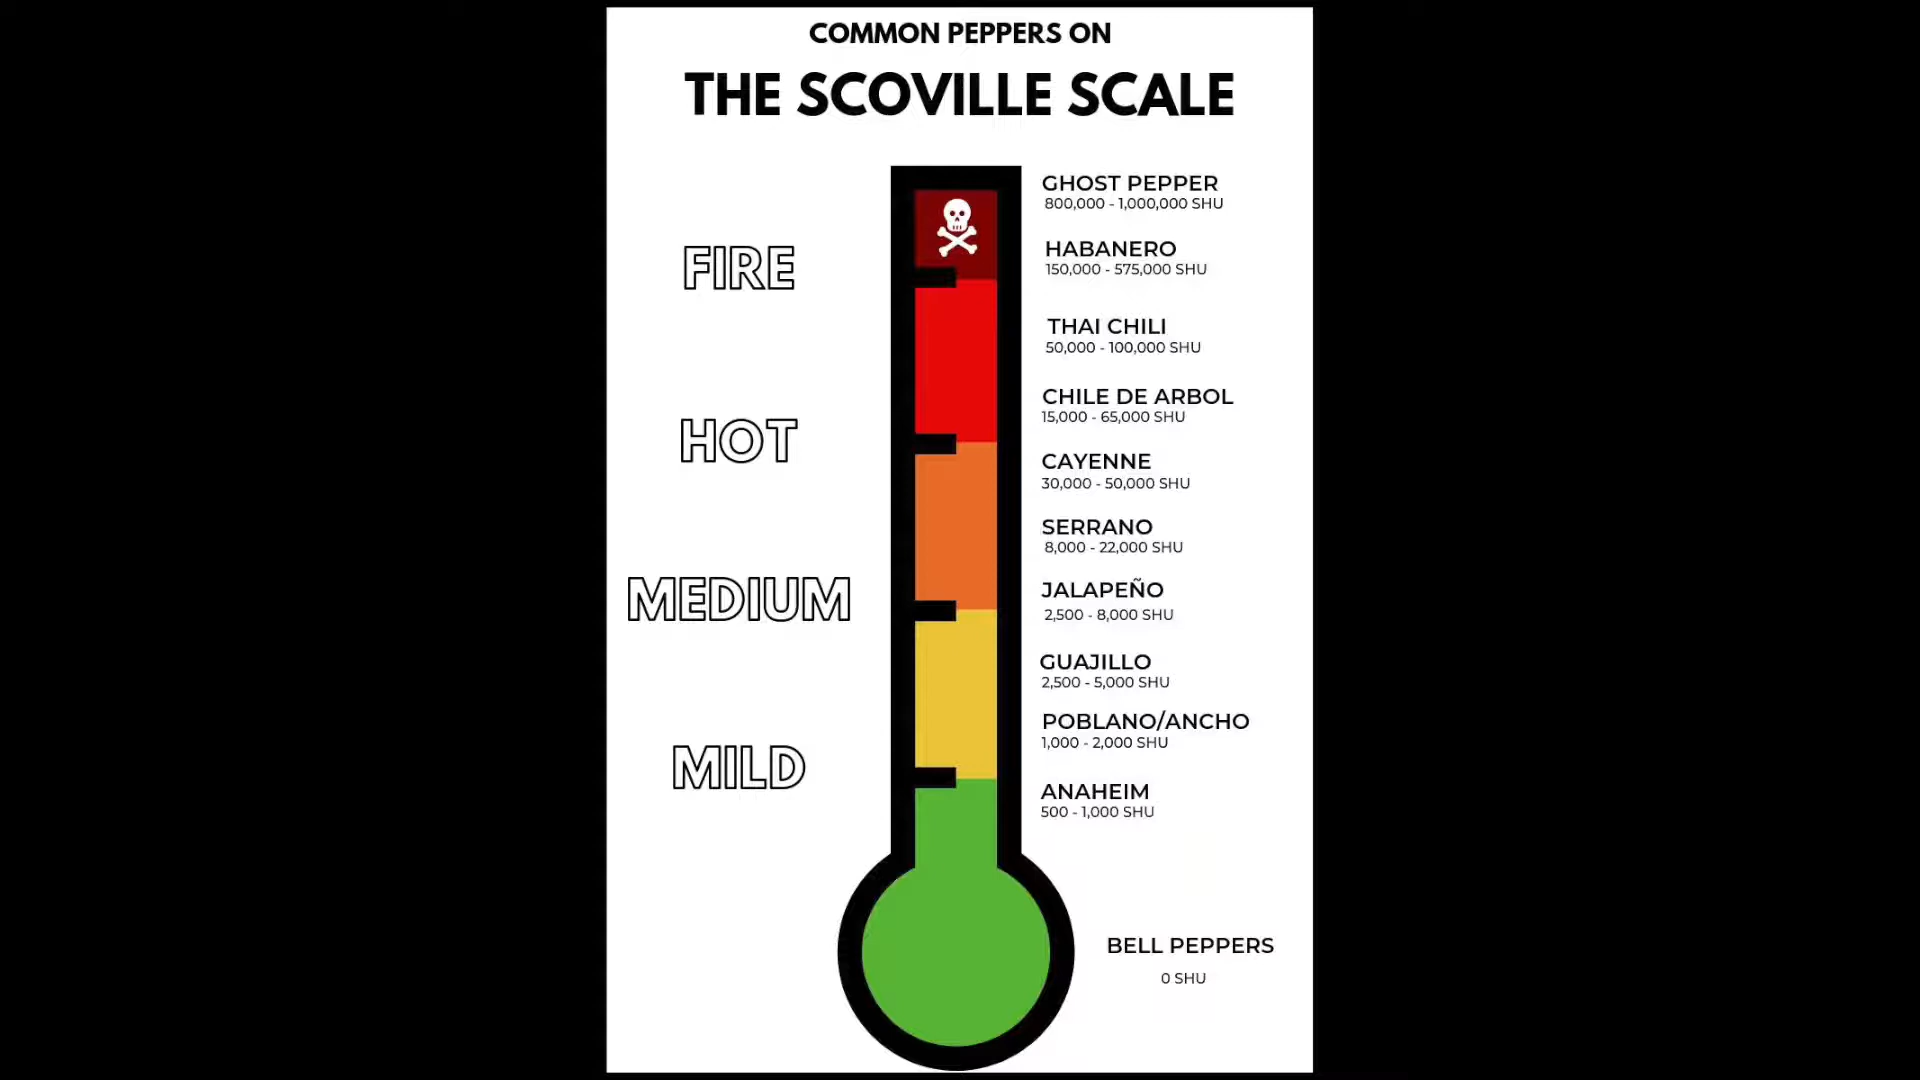 COMMON PEPPERS ON
THE SCOVILLE SCALE
GHOST PEPPER
800,000 - 1,000,000 SHU
FIRE
HABANERO
150,000 - 575,000 SHU
THAI CHILI
50,000 - 100,000 SHU
CHILE DE ARBOL
15,000 - 65,000 SHU
HOT
CAYENNE
30,000 - 50,000 SHU
SERRANO
8,000 - 22,000 SHU
MEDIUM
JALAPEÑO
2,500 - 8,000 SHU
GUAJILLO
2,500 - 5,000 SHU
POBLANO/ANCHO
1,000 - 2,000 SHU
MILD
ANAHEIM
500 - 1,000 SHU
BELL PEPPERS
0 SHU